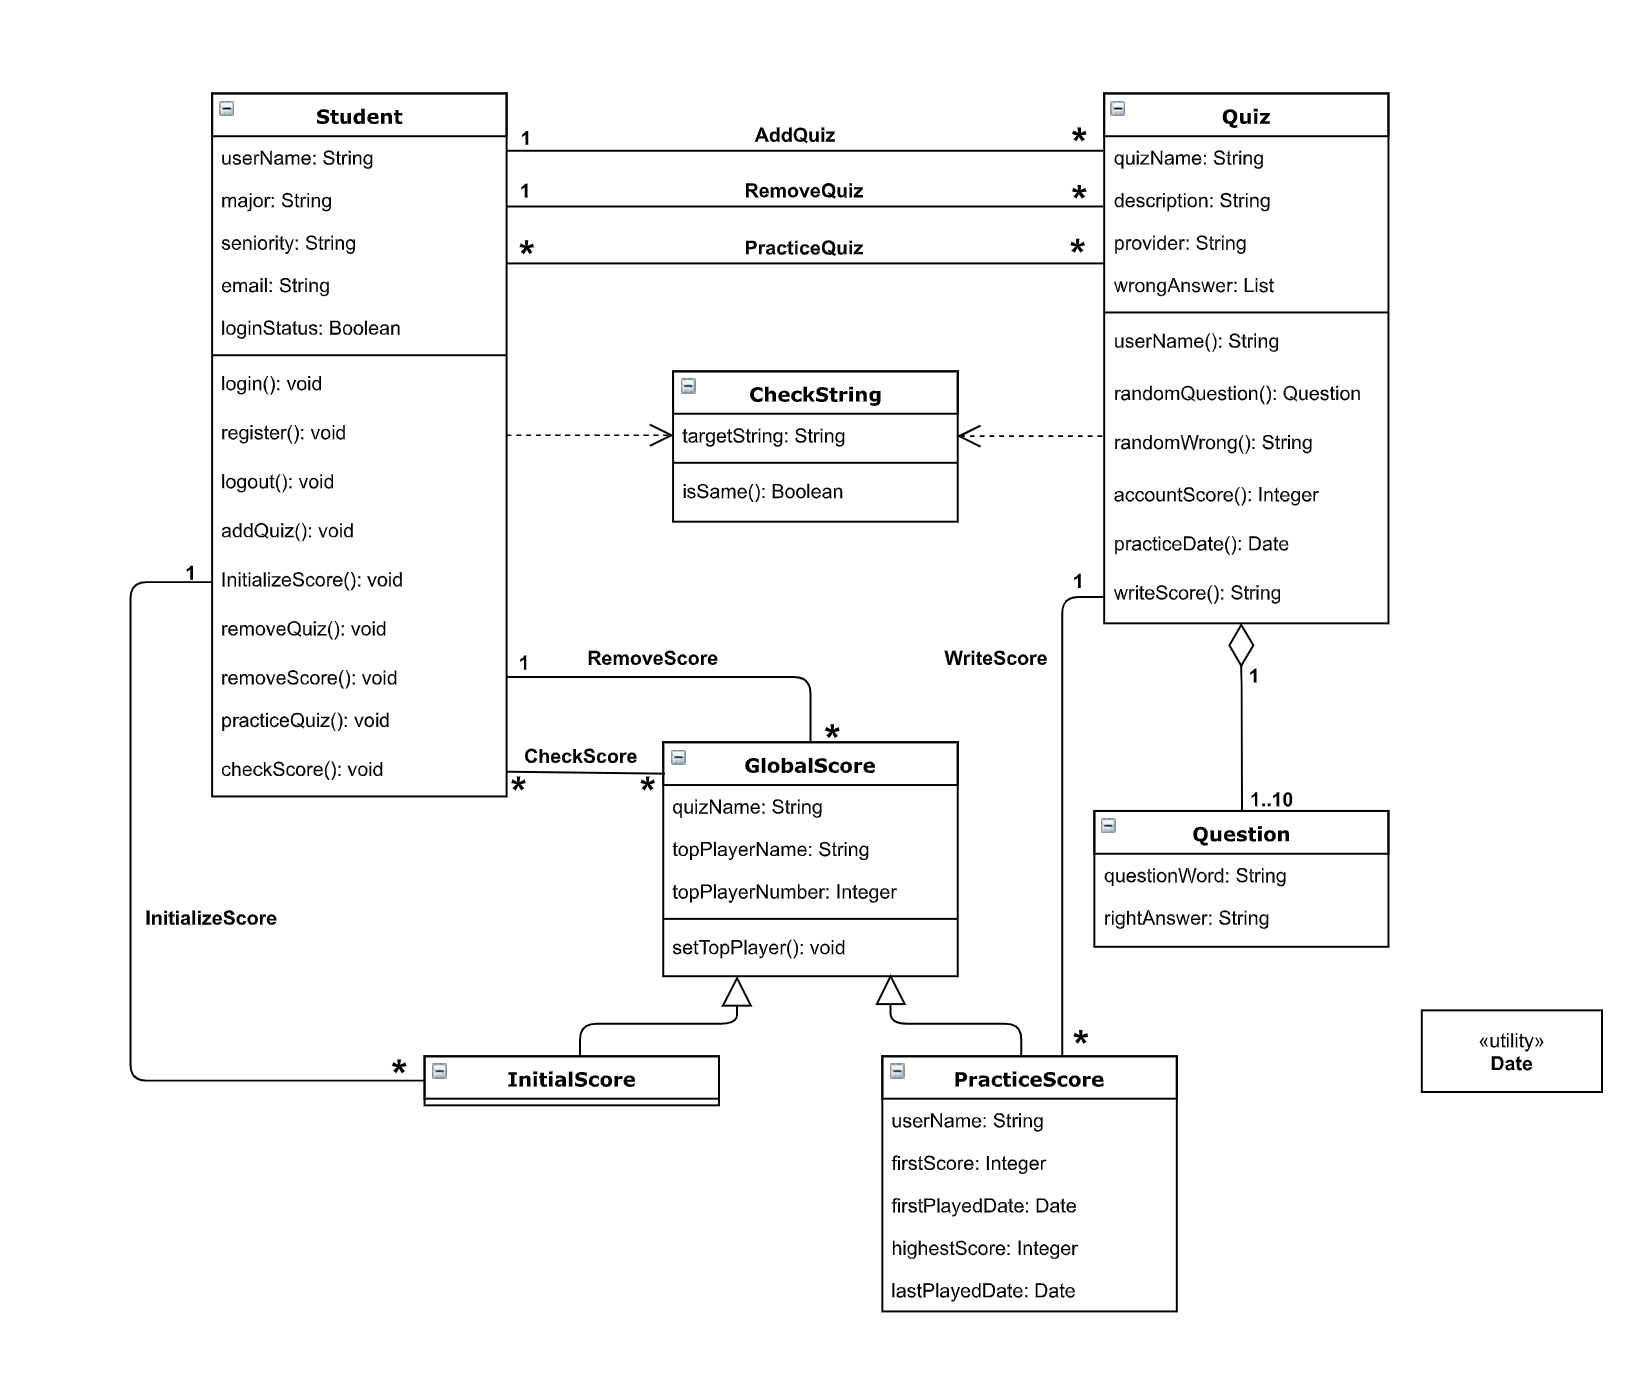 Student
userName: String
major: String
seniority: String
email: String
loginStatus: Boolean
login(): void
register(): void
logout(): void
addQuiz(): void
InitializeScore(): void
removeQuiz(): void
removeScore(): void
practiceQuiz(): void
checkScore(): void
1 AddQuiz *
1 RemoveQuiz *
* PracticeQuiz *
Quiz
quizName: String
description: String
provider: String
wrongAnswer: List
userName(): String
randomQuestion(): Question
randomWrong(): String
accountScore(): Integer
practiceDate(): Date
writeScore(): String
CheckString
targetString: String
isSame(): Boolean
1
InitializeScore
*
1 RemoveScore
*
CheckScore
* *
1
WriteScore
*
1
1..10
GlobalScore
quizName: String
topPlayerName: String
topPlayerNumber: Integer
setTopPlayer(): void
Question
questionWord: String
rightAnswer: String
InitialScore
PracticeScore
userName: String
firstScore: Integer
firstPlayedDate: Date
highestScore: Integer
lastPlayedDate: Date
«utility»
Date